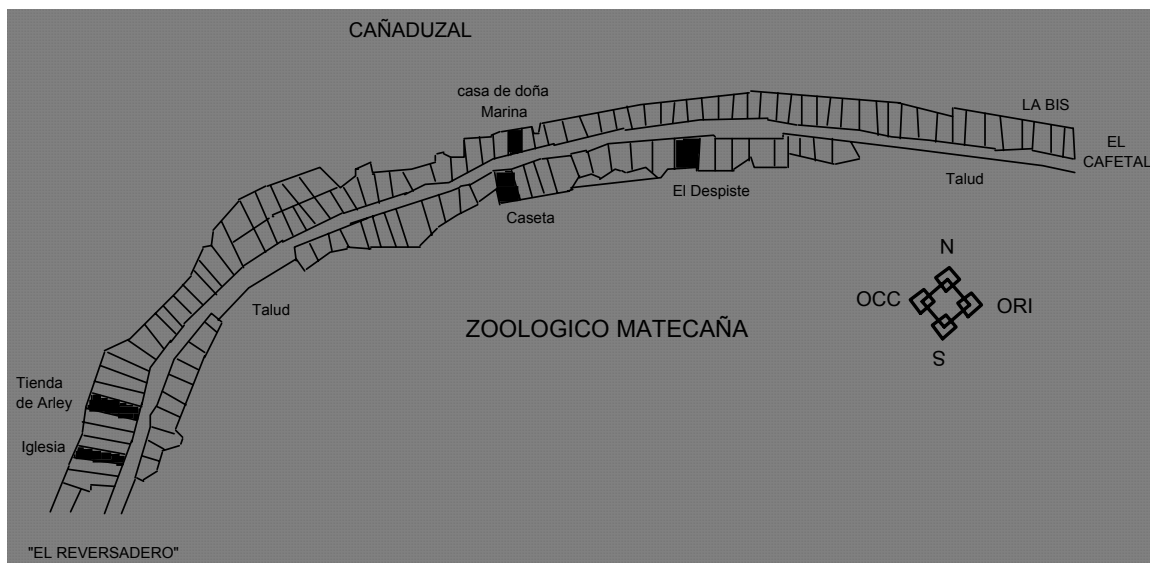 CAÑADUZAL
casa de doña
Marina
LA BIS
EL
CAFETAL
Talud
El Despiste
Caseta
N
OCC
ORI
S
Talud
ZOOLOGICO MATECAÑA
Tienda
de Arley
Iglesia
"EL REVERSADERO"